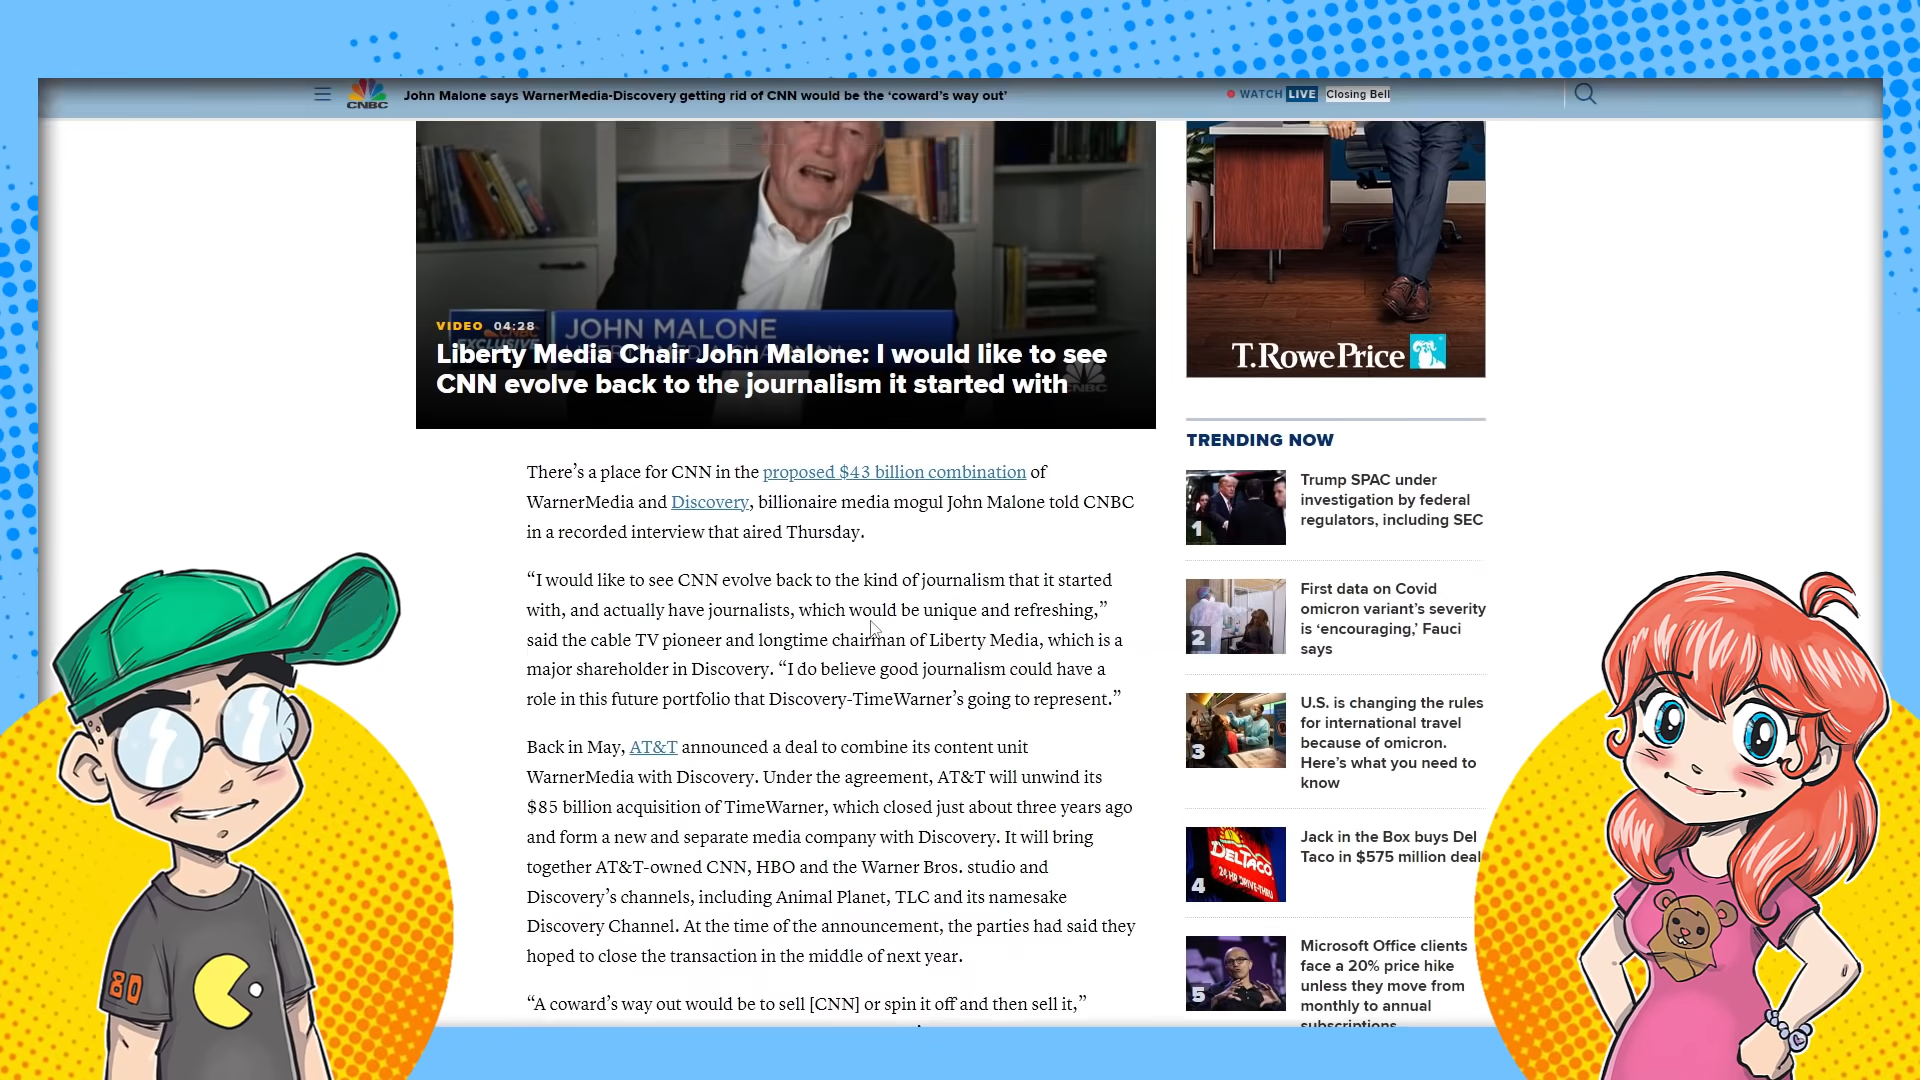 CNBC
John Malone says WarnerMedia-Discovery getting rid of CNN would be the ‘coward’s way out’
WATCH LIVE Closing Bell
JOHN MALONE
EXCLUSIVE
VIDEO 04:28
Liberty Media Chair John Malone: I would like to see
CNN evolve back to the journalism it started with
CNBC
There’s a place for CNN in the proposed $43 billion combination of
WarnerMedia and Discovery, billionaire media mogul John Malone told CNBC
in a recorded interview that aired Thursday.
“I would like to see CNN evolve back to the kind of journalism that it started
with, and actually have journalists, which would be unique and refreshing,”
said the cable TV pioneer and longtime chairman of Liberty Media, which is a
major shareholder in Discovery. “I do believe good journalism could have a
role in this future portfolio that Discovery-TimeWarner’s going to represent.”
Back in May, AT&T announced a deal to combine its content unit
WarnerMedia with Discovery. Under the agreement, AT&T will unwind its
$85 billion acquisition of TimeWarner, which closed just about three years ago
and form a new and separate media company with Discovery. It will bring
together AT&T-owned CNN, HBO and the Warner Bros. studio and
Discovery’s channels, including Animal Planet, TLC and its namesake
Discovery Channel. At the time of the announcement, the parties had said they
hoped to close the transaction in the middle of next year.
“A coward’s way out would be to sell [CNN] or spin it off and then sell it,”
T.RowePrice
TRENDING NOW
1
Trump SPAC under
investigation by federal
regulators, including SEC
2
First data on Covid
omicron variant’s severity
is ‘encouraging,’ Fauci
says
3
U.S. is changing the rules
for international travel
because of omicron.
Here’s what you need to
know
DEL TACO
24 HR DRIVE-THRU
4
Jack in the Box buys Del
Taco in $575 million deal
5
Microsoft Office clients
face a 20% price hike
unless they move from
monthly to annual
subscriptions
80